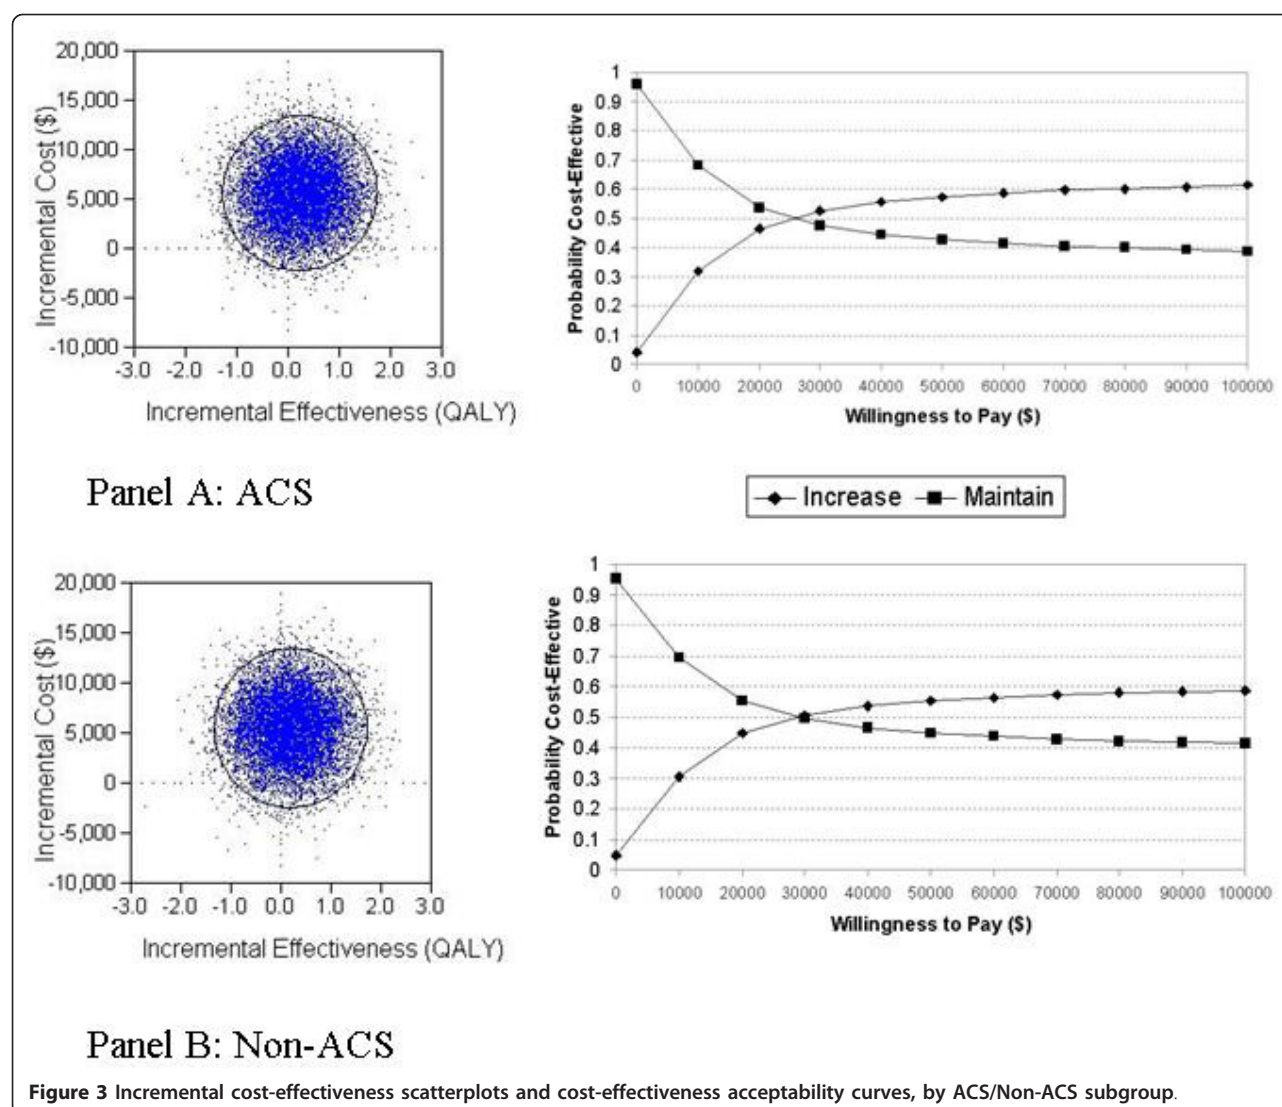 20,000
15,000
10,000
5,000
0
-5,000
-10,000
Incremental Cost ($)
-3.0 -2.0 -1.0 0.0 1.0 2.0 3.0
Incremental Effectiveness (QALY)
1
0.9
0.8
0.7
0.6
0.5
0.4
0.3
0.2
0.1
0
Probability Cost-Effective
0 10000 20000 30000 40000 50000 60000 70000 80000 90000 100000
Willingness to Pay ($)
Panel A: ACS
Increase Maintain
20,000
15,000
10,000
5,000
0
-5,000
-10,000
Incremental Cost ($)
-3.0 -2.0 -1.0 0.0 1.0 2.0 3.0
Incremental Effectiveness (QALY)
1
0.9
0.8
0.7
0.6
0.5
0.4
0.3
0.2
0.1
0
Probability Cost-Effective
0 10000 20000 30000 40000 50000 60000 70000 80000 90000 100000
Willingness to Pay ($)
Panel B: Non-ACS
Figure 3 Incremental cost-effectiveness scatterplots and cost-effectiveness acceptability curves, by ACS/Non-ACS subgroup.